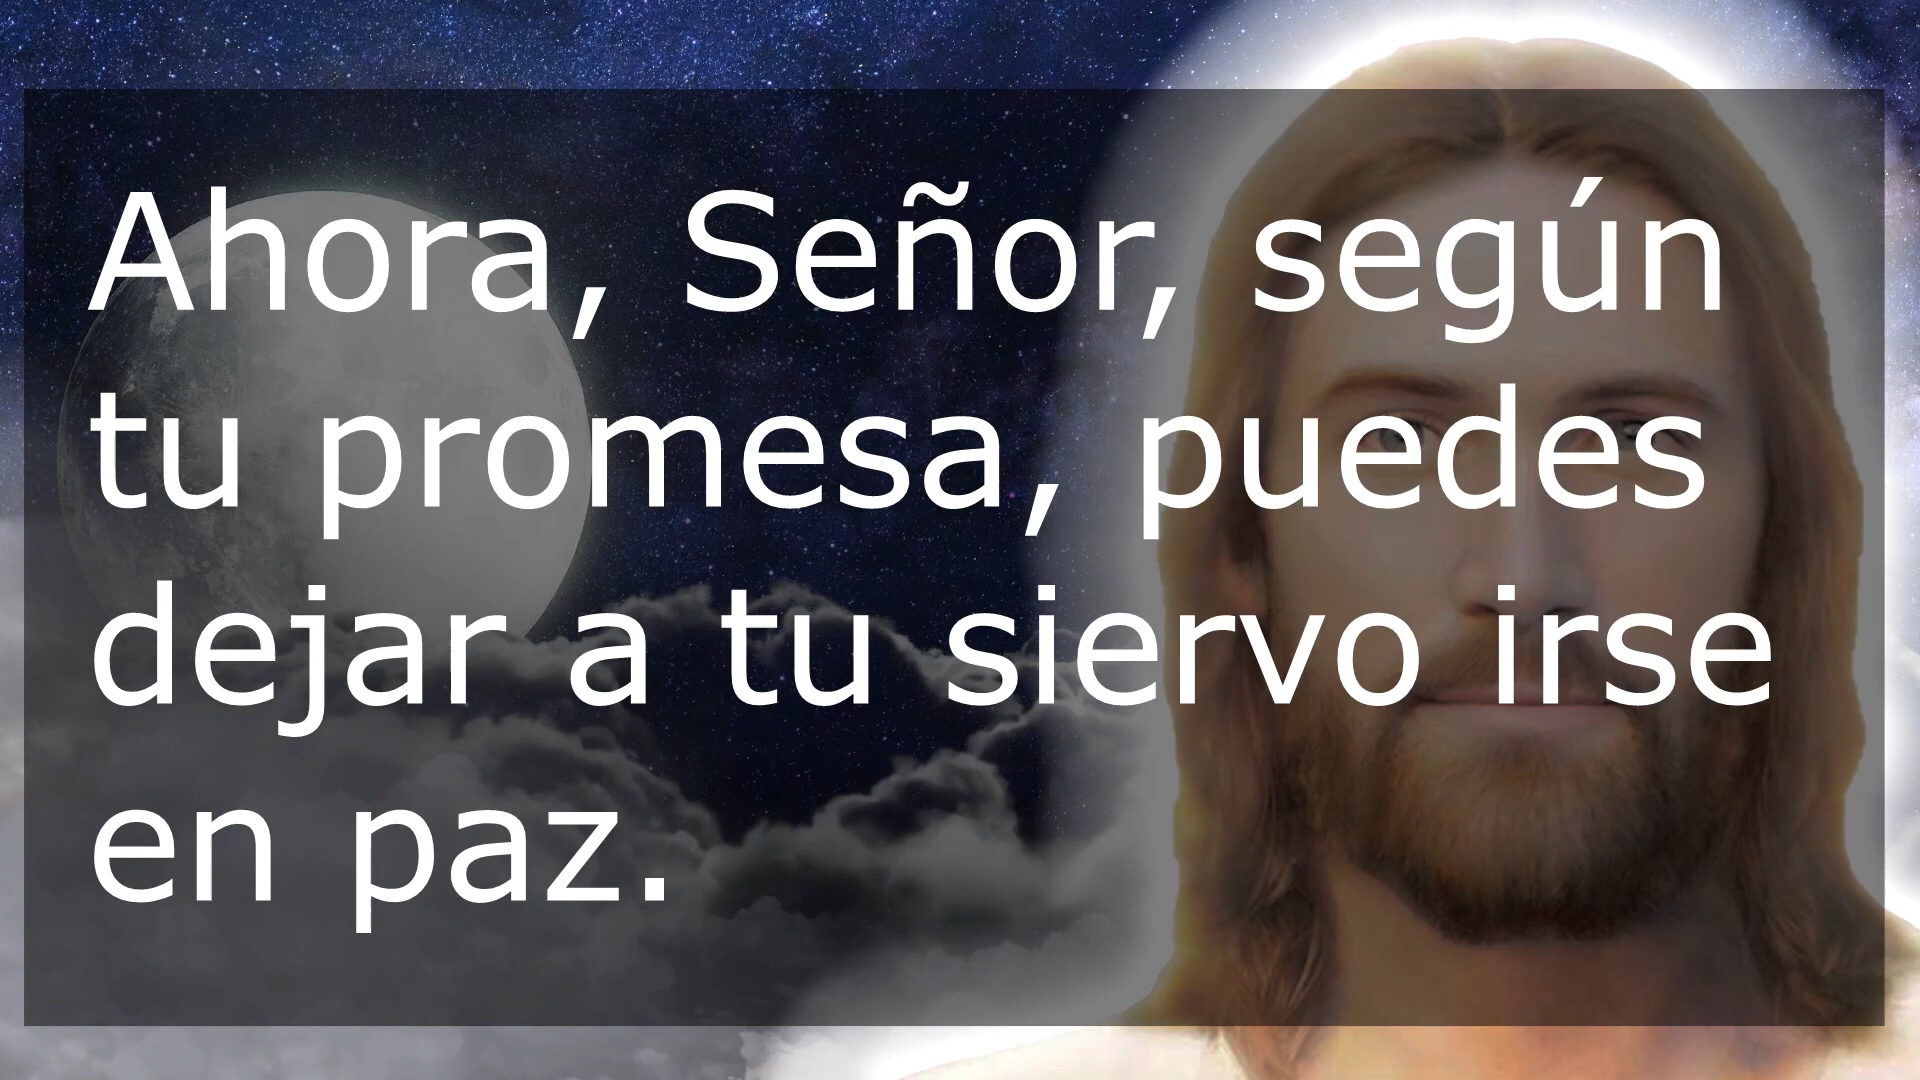 Ahora, Señor, según
tu promesa, puedes
dejar a tu siervo irse
en paz.